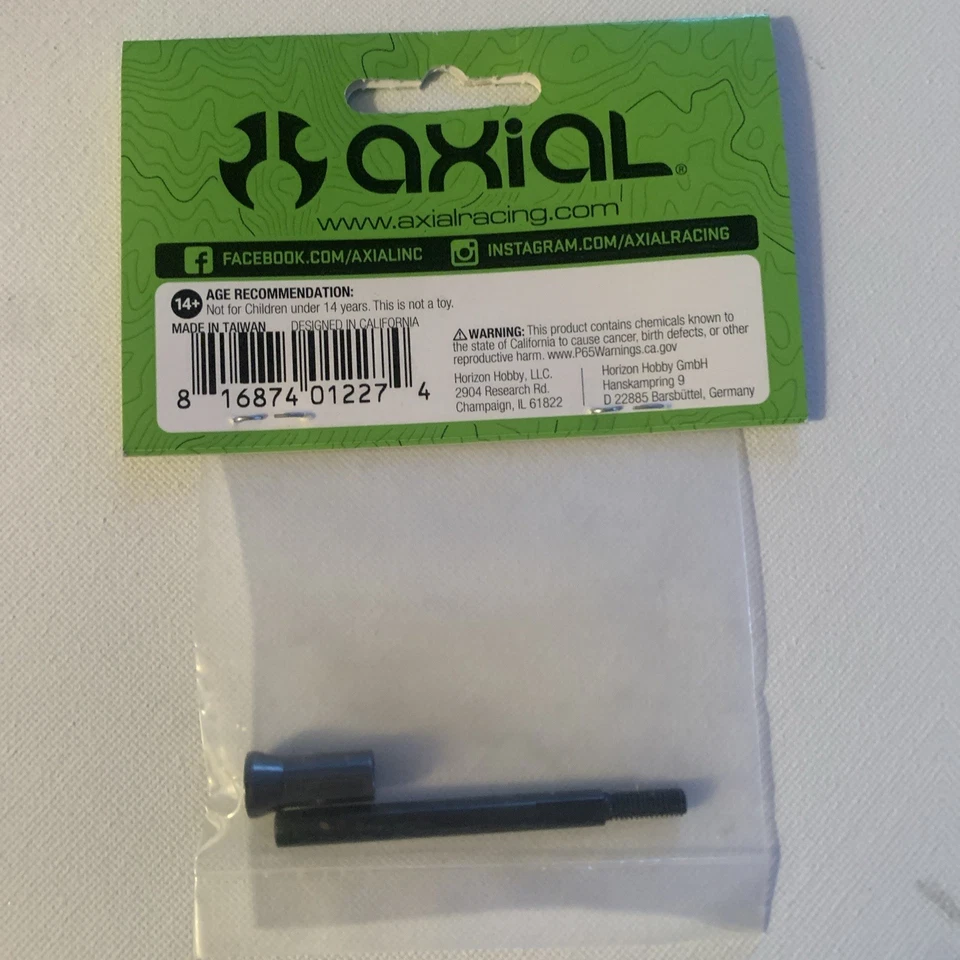 axiaL®
www.axialracing.com
FACEBOOK.COM/AXIALINC
INSTAGRAM.COM/AXIALRACING
14+
AGE RECOMMENDATION:
Not for Children under 14 years. This is not a toy.
MADE IN TAIWAN DESIGNED IN CALIFORNIA
8 16874 01227 4
WARNING: This product contains chemicals known to
the state of California to cause cancer, birth defects, or other
reproductive harm. www.P65Warnings.ca.gov
Horizon Hobby, LLC.
2904 Research Rd.
Champaign, IL 61822
Horizon Hobby GmbH
Hanskampring 9
D 22885 Barsbüttel, Germany